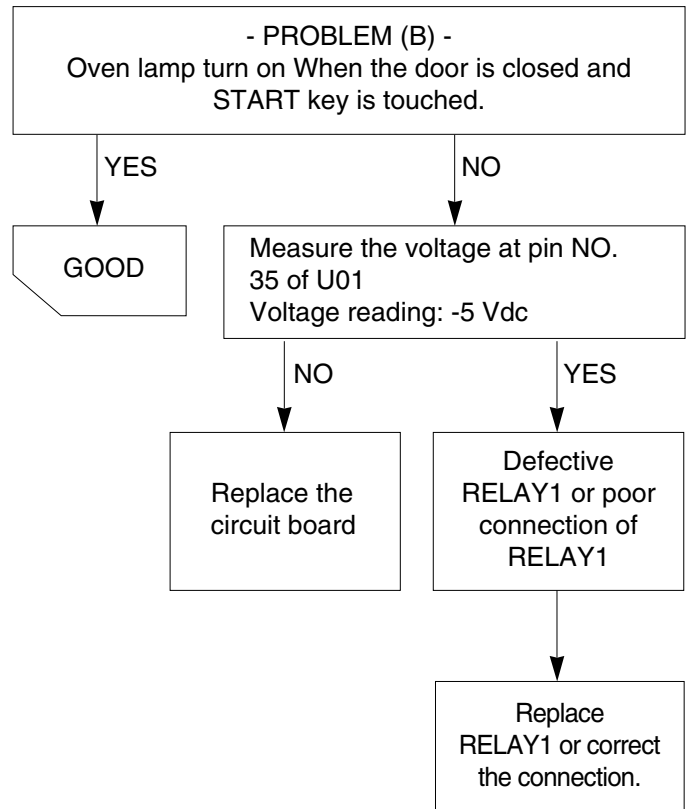 - PROBLEM (B) -
Oven lamp turn on When the door is closed and
START key is touched.
YES
NO
GOOD
Measure the voltage at pin NO.
35 of U01
Voltage reading: -5 Vdc
NO
YES
Replace the
circuit board
Defective
RELAY1 or poor
connection of
RELAY1
Replace
RELAY1 or correct
the connection.